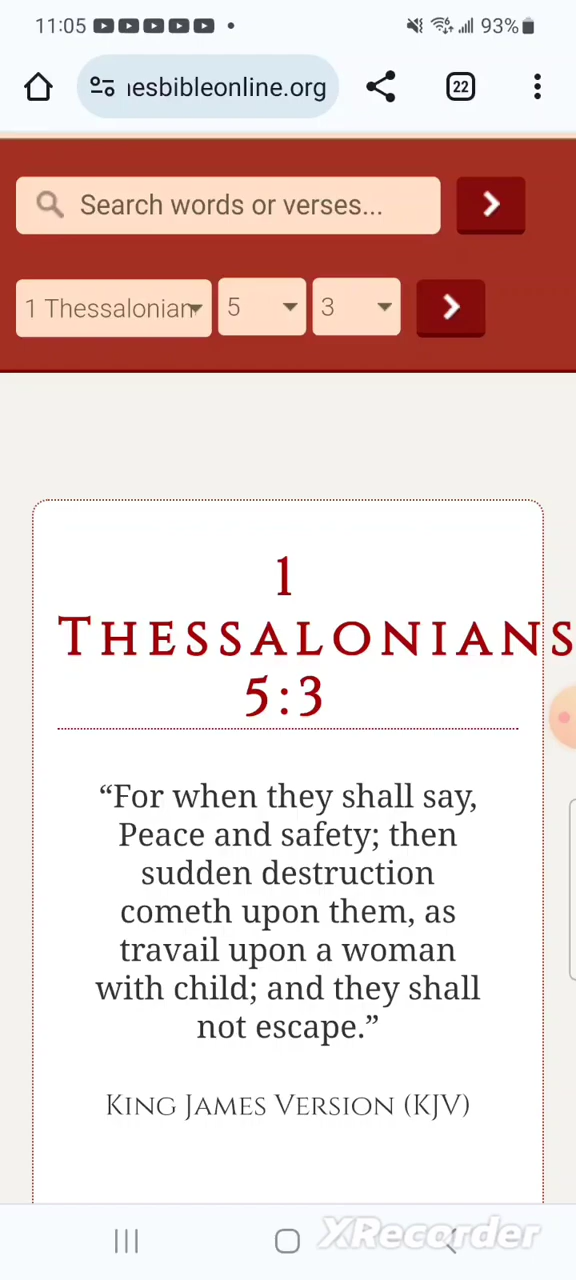 11:05 93%
nesbibleonline.org 22
Search words or verses...
1 Thessalonian 5 3
1
THESSALONIANS
5:3
“For when they shall say,
Peace and safety; then
sudden destruction
cometh upon them, as
travail upon a woman
with child; and they shall
not escape.”
KING JAMES VERSION (KJV)
XRecorder